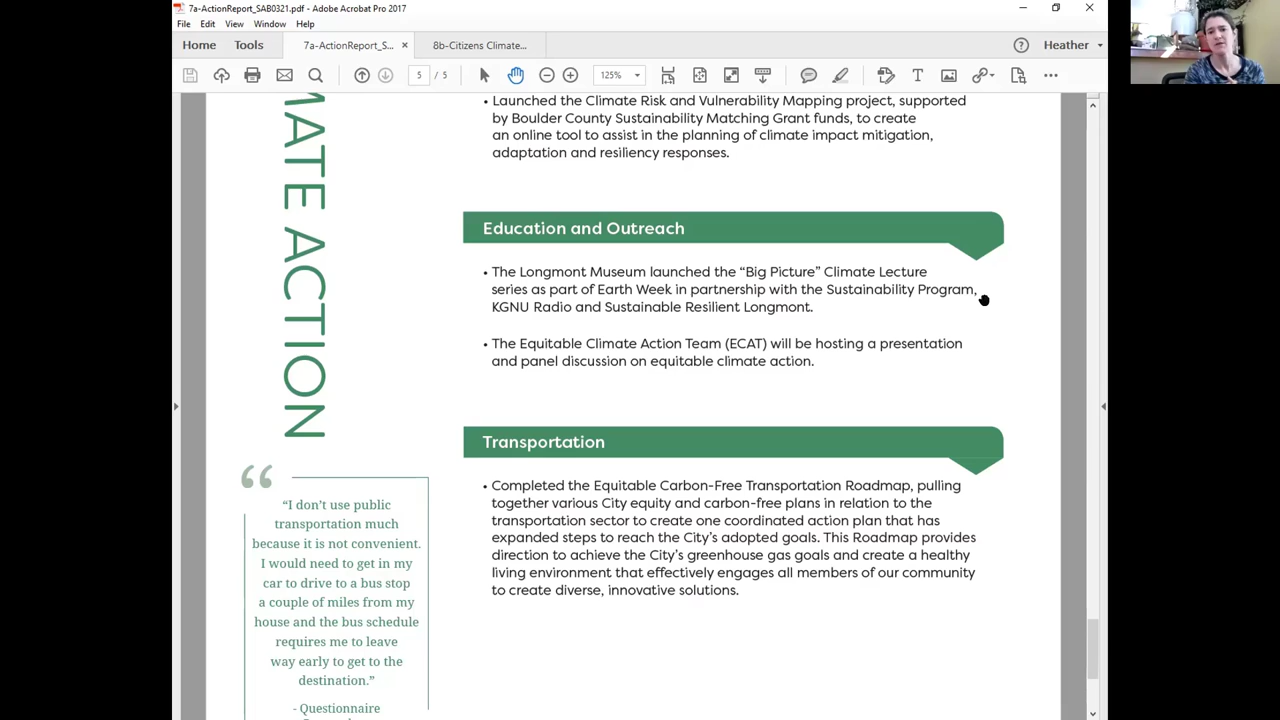 7a-ActionReport_SAB0321.pdf - Adobe Acrobat Pro 2017
File Edit View Window Help
Home Tools 7a-ActionReport_S... × 8b-Citizens Climate... Heather
5 / 5 125%
MATE ACTION
• Launched the Climate Risk and Vulnerability Mapping project, supported
by Boulder County Sustainability Matching Grant funds, to create
an online tool to assist in the planning of climate impact mitigation,
adaptation and resiliency responses.
Education and Outreach
• The Longmont Museum launched the “Big Picture” Climate Lecture
series as part of Earth Week in partnership with the Sustainability Program,
KGNU Radio and Sustainable Resilient Longmont.
• The Equitable Climate Action Team (ECAT) will be hosting a presentation
and panel discussion on equitable climate action.
Transportation
• Completed the Equitable Carbon-Free Transportation Roadmap, pulling
together various City equity and carbon-free plans in relation to the
transportation sector to create one coordinated action plan that has
expanded steps to reach the City’s adopted goals. This Roadmap provides
direction to achieve the City’s greenhouse gas goals and create a healthy
living environment that effectively engages all members of our community
to create diverse, innovative solutions.
“
“I don’t use public
transportation much
because it is not convenient.
I would need to get in my
car to drive to a bus stop
a couple of miles from my
house and the bus schedule
requires me to leave
way early to get to the
destination.”
- Questionnaire